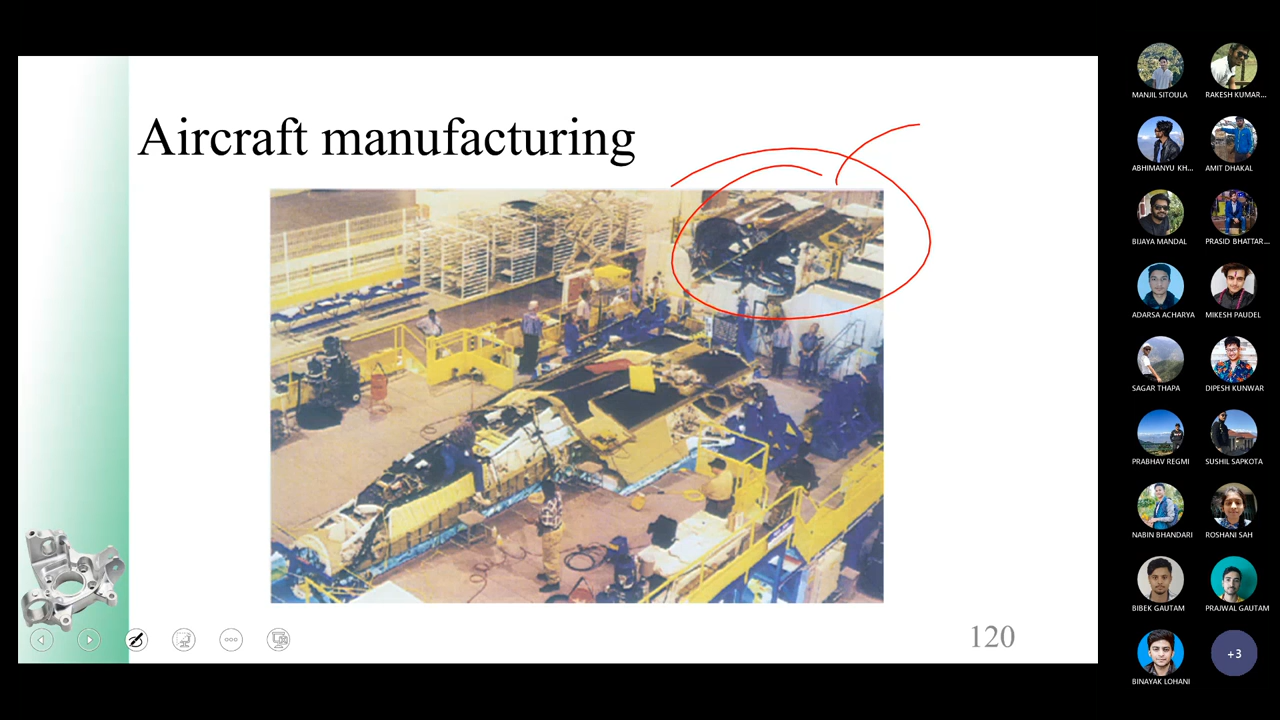 Aircraft manufacturing
120
MANJIL SITOULA
RAKESH KUMAR...
ABHIMANYU KH...
AMIT DHAKAL
BIJAYA MANDAL
PRASID BHATTAR...
ADARSA ACHARYA
MIKESH PAUDEL
SAGAR THAPA
DIPESH KUNWAR
PRABHAV REGMI
SUSHIL SAPKOTA
NABIN BHANDARI
ROSHANI SAH
BIBEK GAUTAM
PRAJWAL GAUTAM
BINAYAK LOHANI
+3